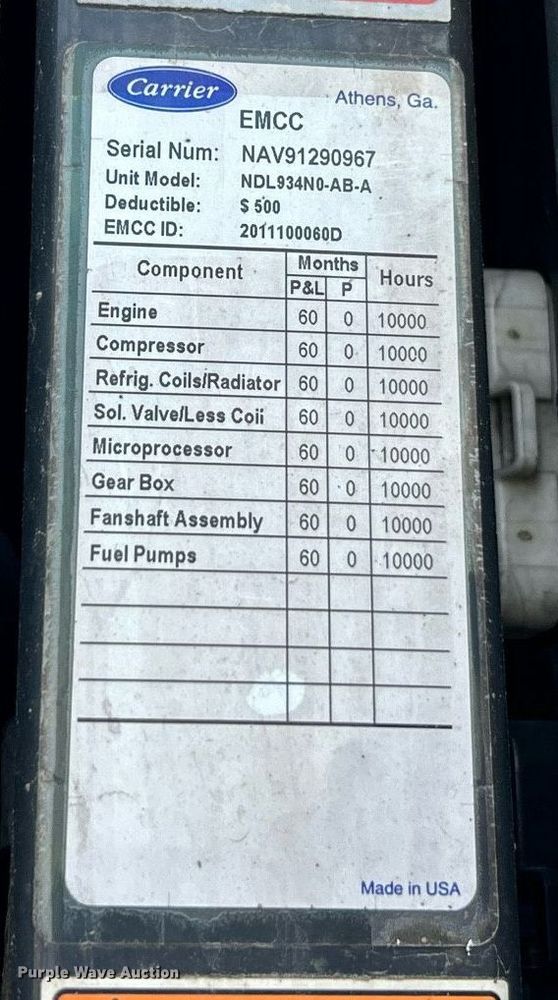 Carrier
Athens, Ga.
EMCC
Serial Num: NAV91290967
Unit Model: NDL934N0-AB-A
Deductible: $ 500
EMCC ID: 2011100060D
Component Months Hours
P&L P
Engine 60 0 10000
Compressor 60 0 10000
Refrig. Coils/Radiator 60 0 10000
Sol. Valve/Less Coil 60 0 10000
Microprocessor 60 0 10000
Gear Box 60 0 10000
Fanshaft Assembly 60 0 10000
Fuel Pumps 60 0 10000
Made in USA
Purple Wave Auction